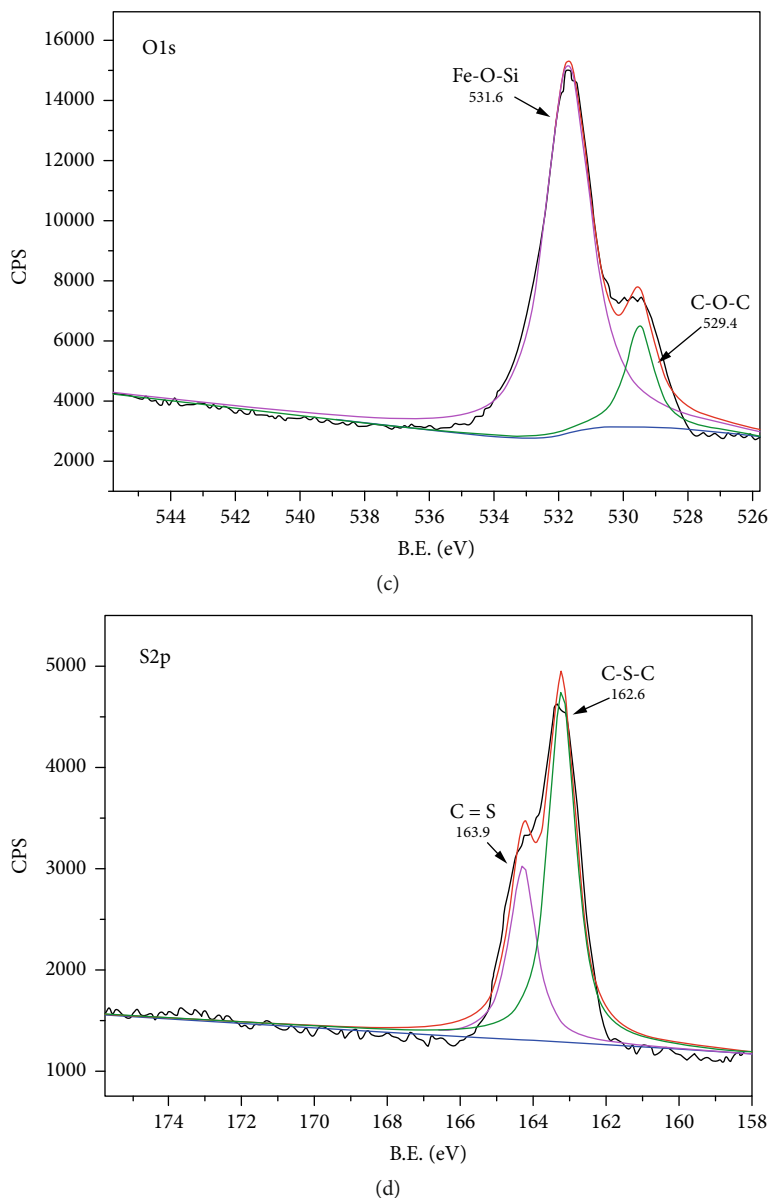 O1s
16000
14000
12000
10000
8000
6000
4000
2000
CPS
Fe-O-Si
531.6
C-O-C
529.4
544 542 540 538 536 534 532 530 528 526
B.E. (eV)
(c)
S2p
5000
4000
3000
2000
1000
CPS
C-S-C
162.6
C = S
163.9
174 172 170 168 166 164 162 160 158
B.E. (eV)
(d)